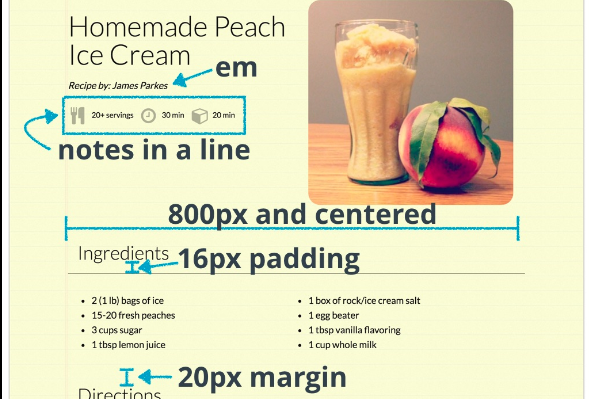 Homemade Peach
Ice Cream
em
Recipe by: James Parkes
20+ servings 30 min 20 min
notes in a line
800px and centered
Ingredients
16px padding
• 2 (1 lb) bags of ice
• 15-20 fresh peaches
• 3 cups sugar
• 1 tbsp lemon juice
• 1 box of rock/ice cream salt
• 1 egg beater
• 1 tbsp vanilla flavoring
• 1 cup whole milk
20px margin
Directions